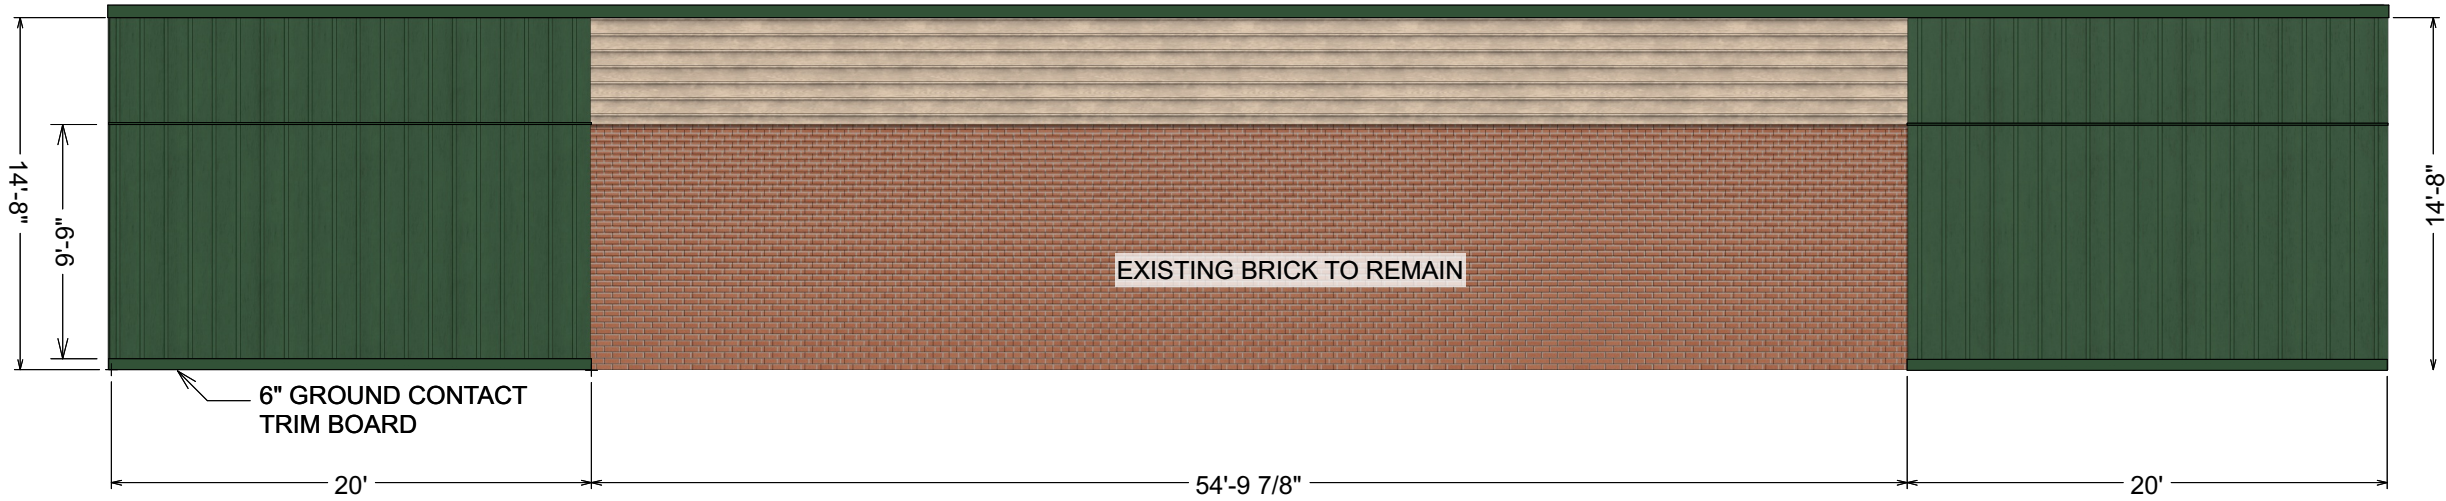 14'-8"
9'-9"
EXISTING BRICK TO REMAIN
14'-8"
6" GROUND CONTACT
TRIM BOARD
20'
54'-9 7/8"
20'